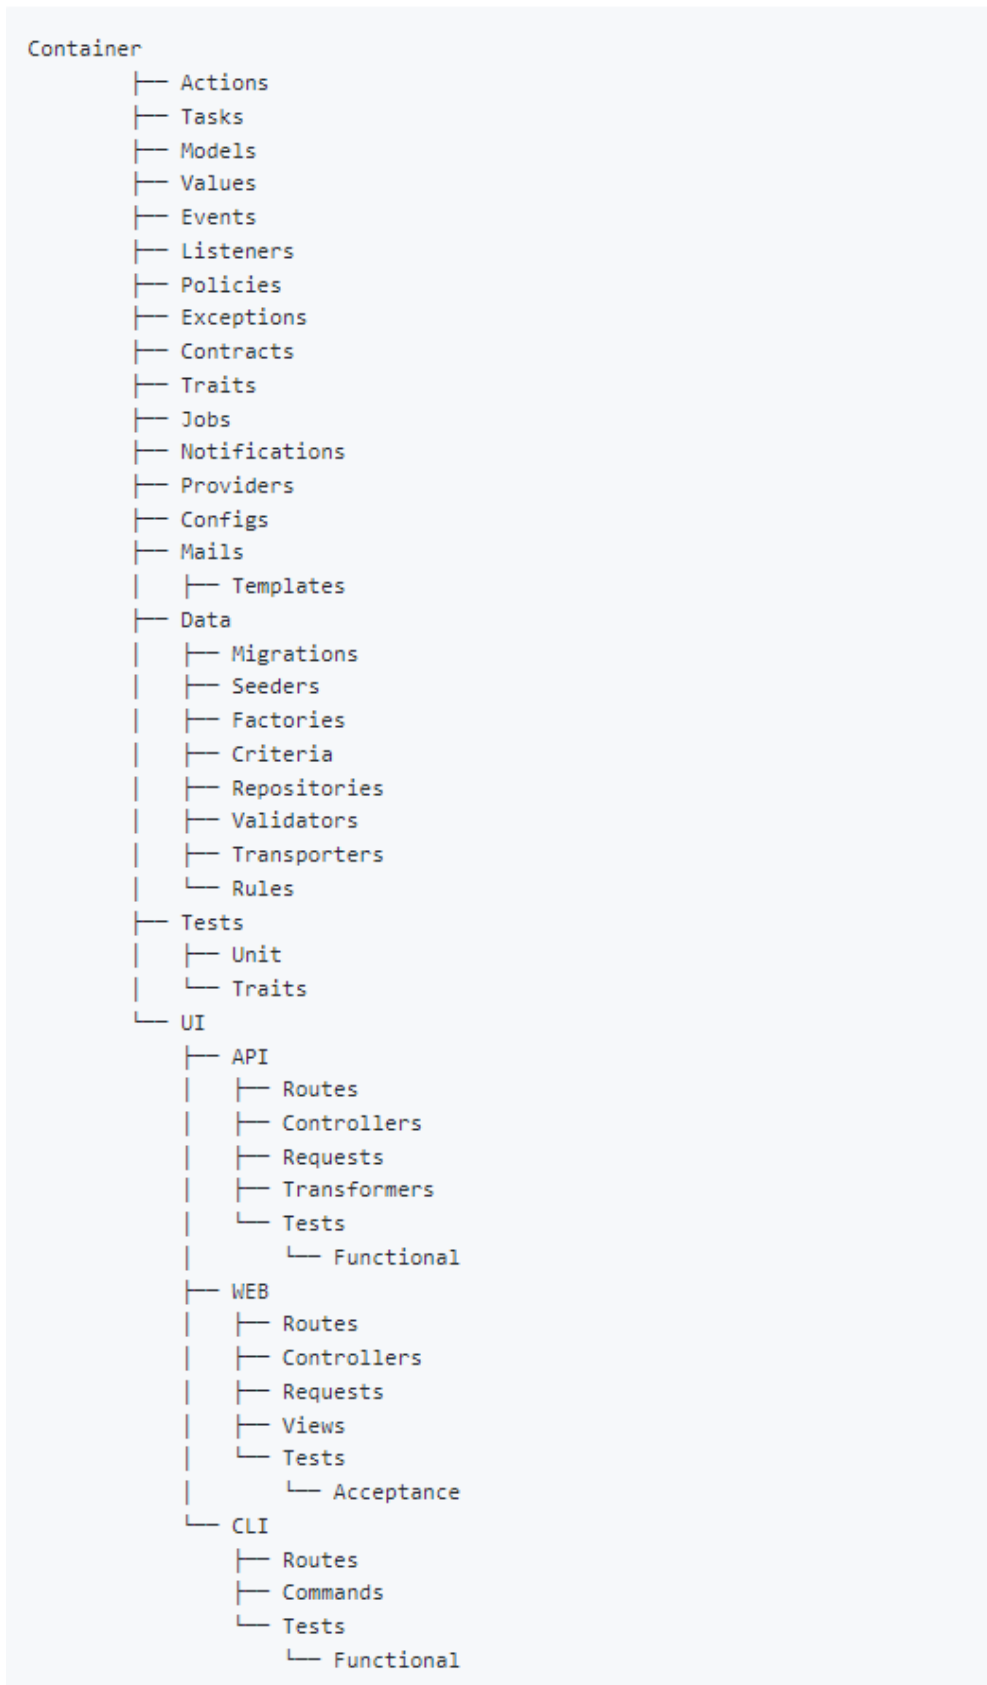 Container
├── Actions
├── Tasks
├── Models
├── Values
├── Events
├── Listeners
├── Policies
├── Exceptions
├── Contracts
├── Traits
├── Jobs
├── Notifications
├── Providers
├── Configs
├── Mails
│   ├── Templates
├── Data
│   ├── Migrations
│   ├── Seeders
│   ├── Factories
│   ├── Criteria
│   ├── Repositories
│   ├── Validators
│   ├── Transporters
│   └── Rules
├── Tests
│   ├── Unit
│   └── Traits
└── UI
    ├── API
    │   ├── Routes
    │   ├── Controllers
    │   ├── Requests
    │   ├── Transformers
    │   └── Tests
    │       └── Functional
    ├── WEB
    │   ├── Routes
    │   ├── Controllers
    │   ├── Requests
    │   ├── Views
    │   └── Tests
    │       └── Acceptance
    └── CLI
        ├── Routes
        ├── Commands
        └── Tests
            └── Functional